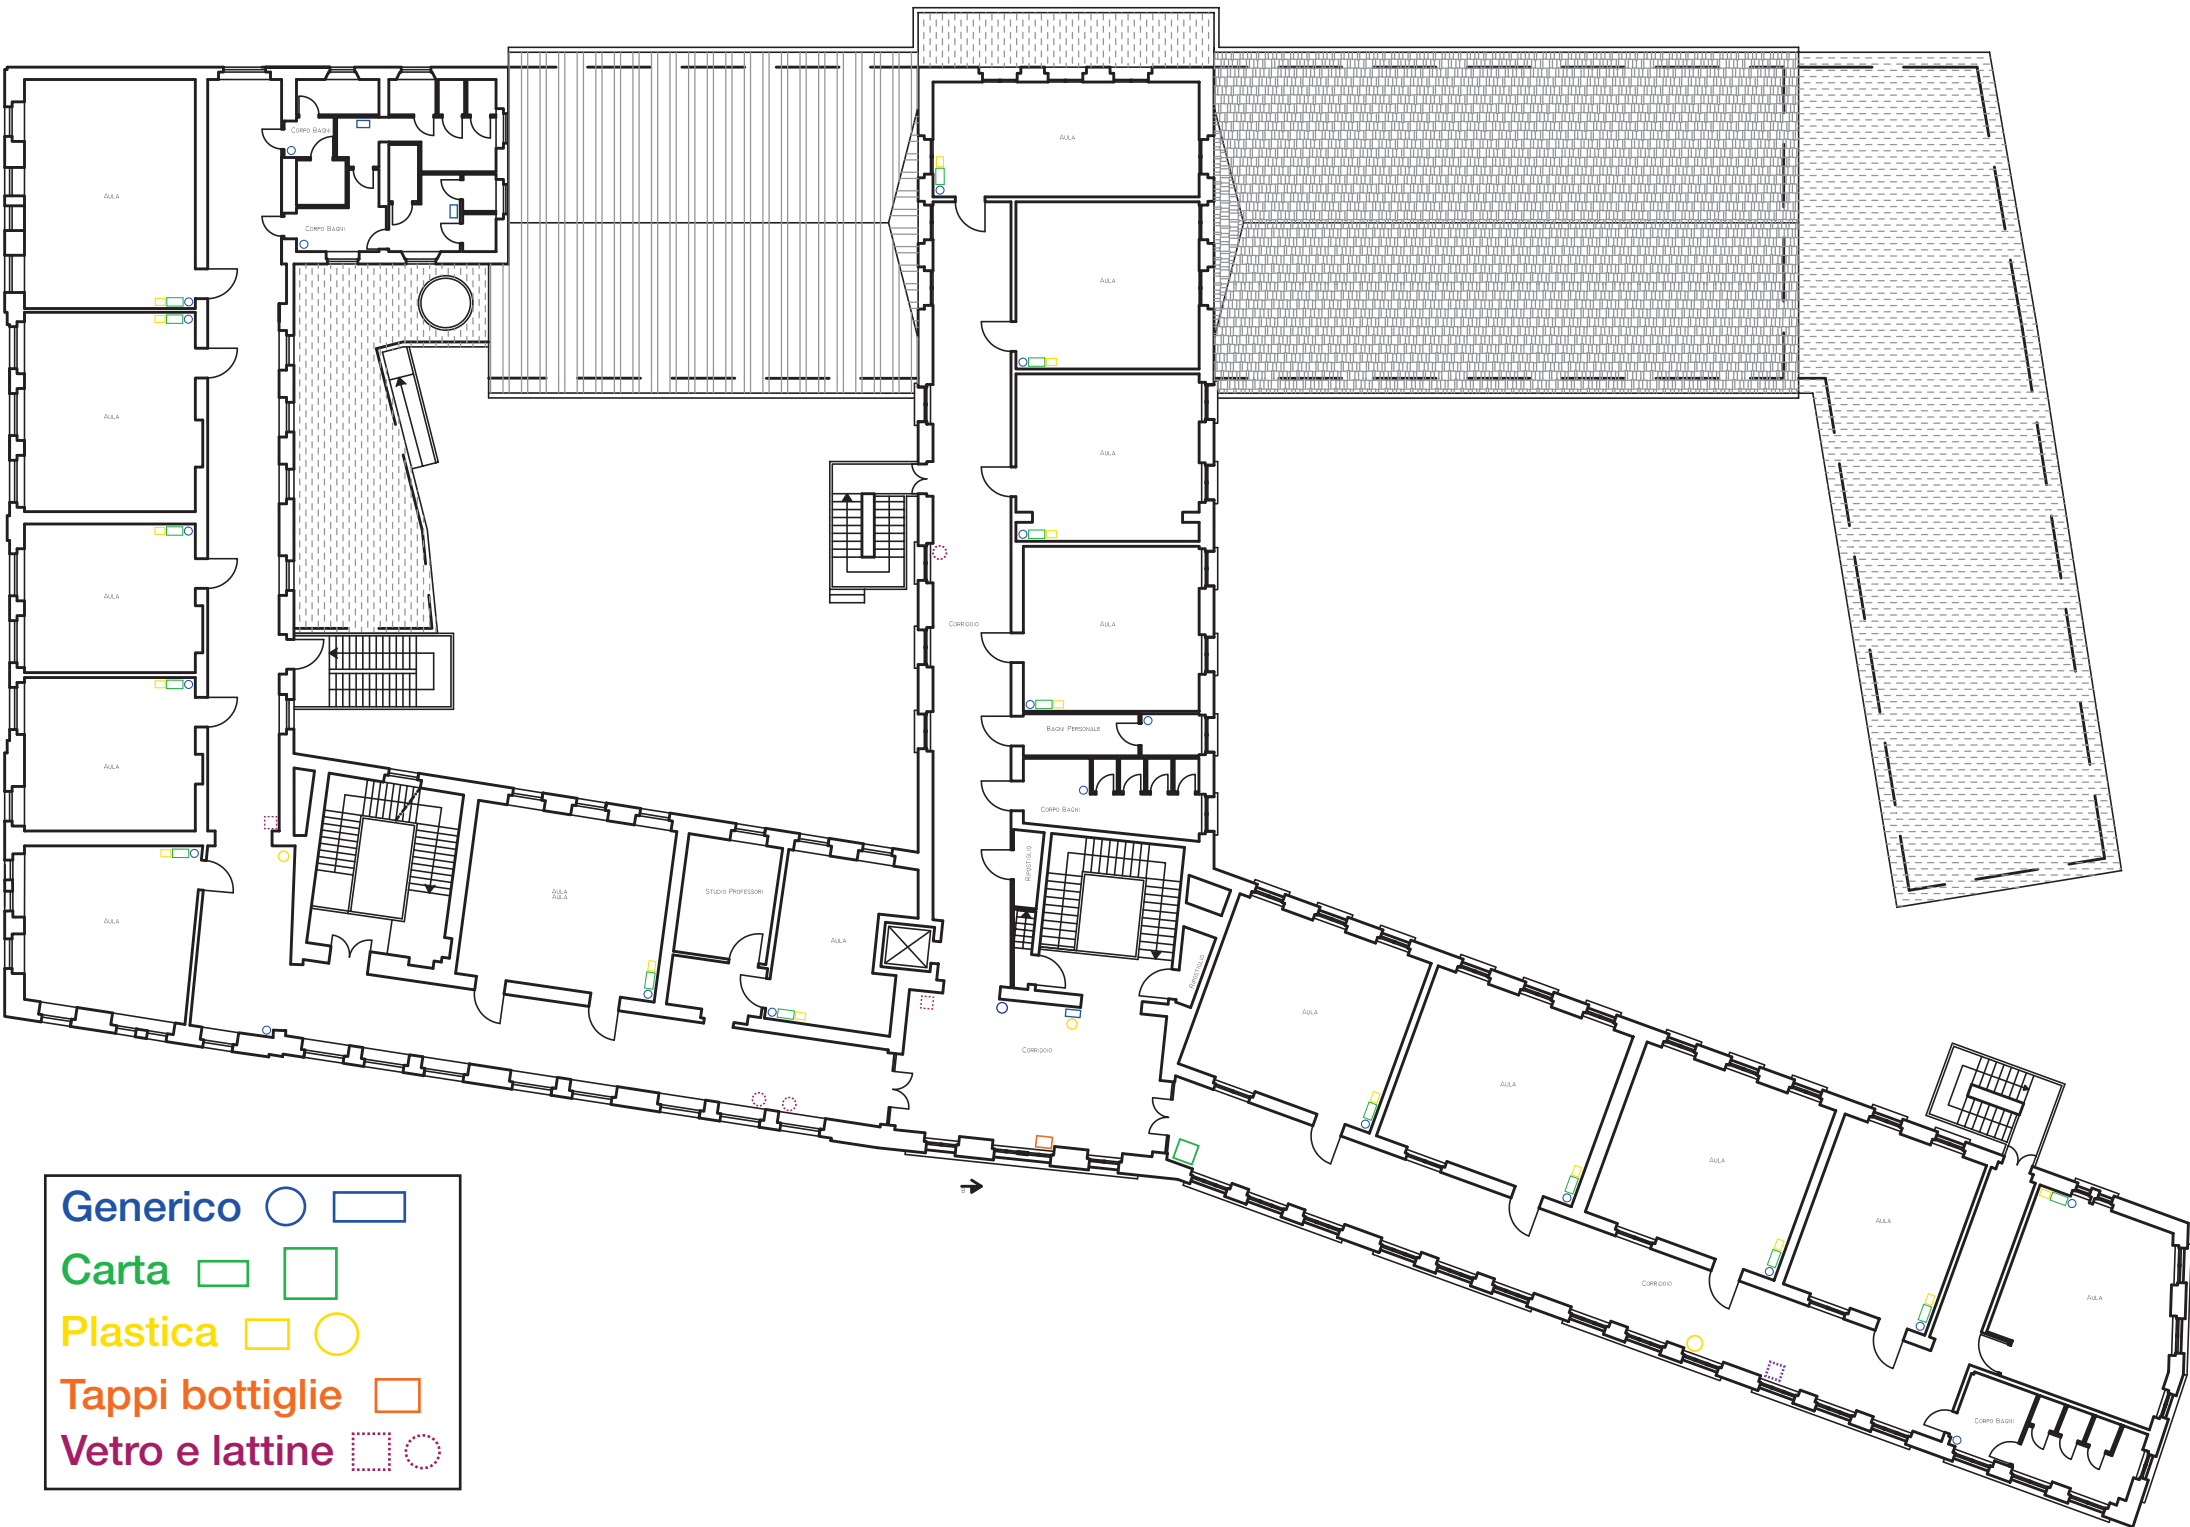 Aula
Corpo Bagni
Aula
Corpo Bagni
Aula
Aula
Aula
Aula
Corridoio
Aula
Aula
Bagni Personale
Aula
Corpo Bagni
Ripostiglio
Aula
Aula
Aula
Studio Professori
Aula
Ripostiglio
Aula
Corridoio
Aula
Aula
Aula
Corridoio
Aula
Corpo Bagni
Generico
Carta
Plastica
Tappi bottiglie
Vetro e lattine